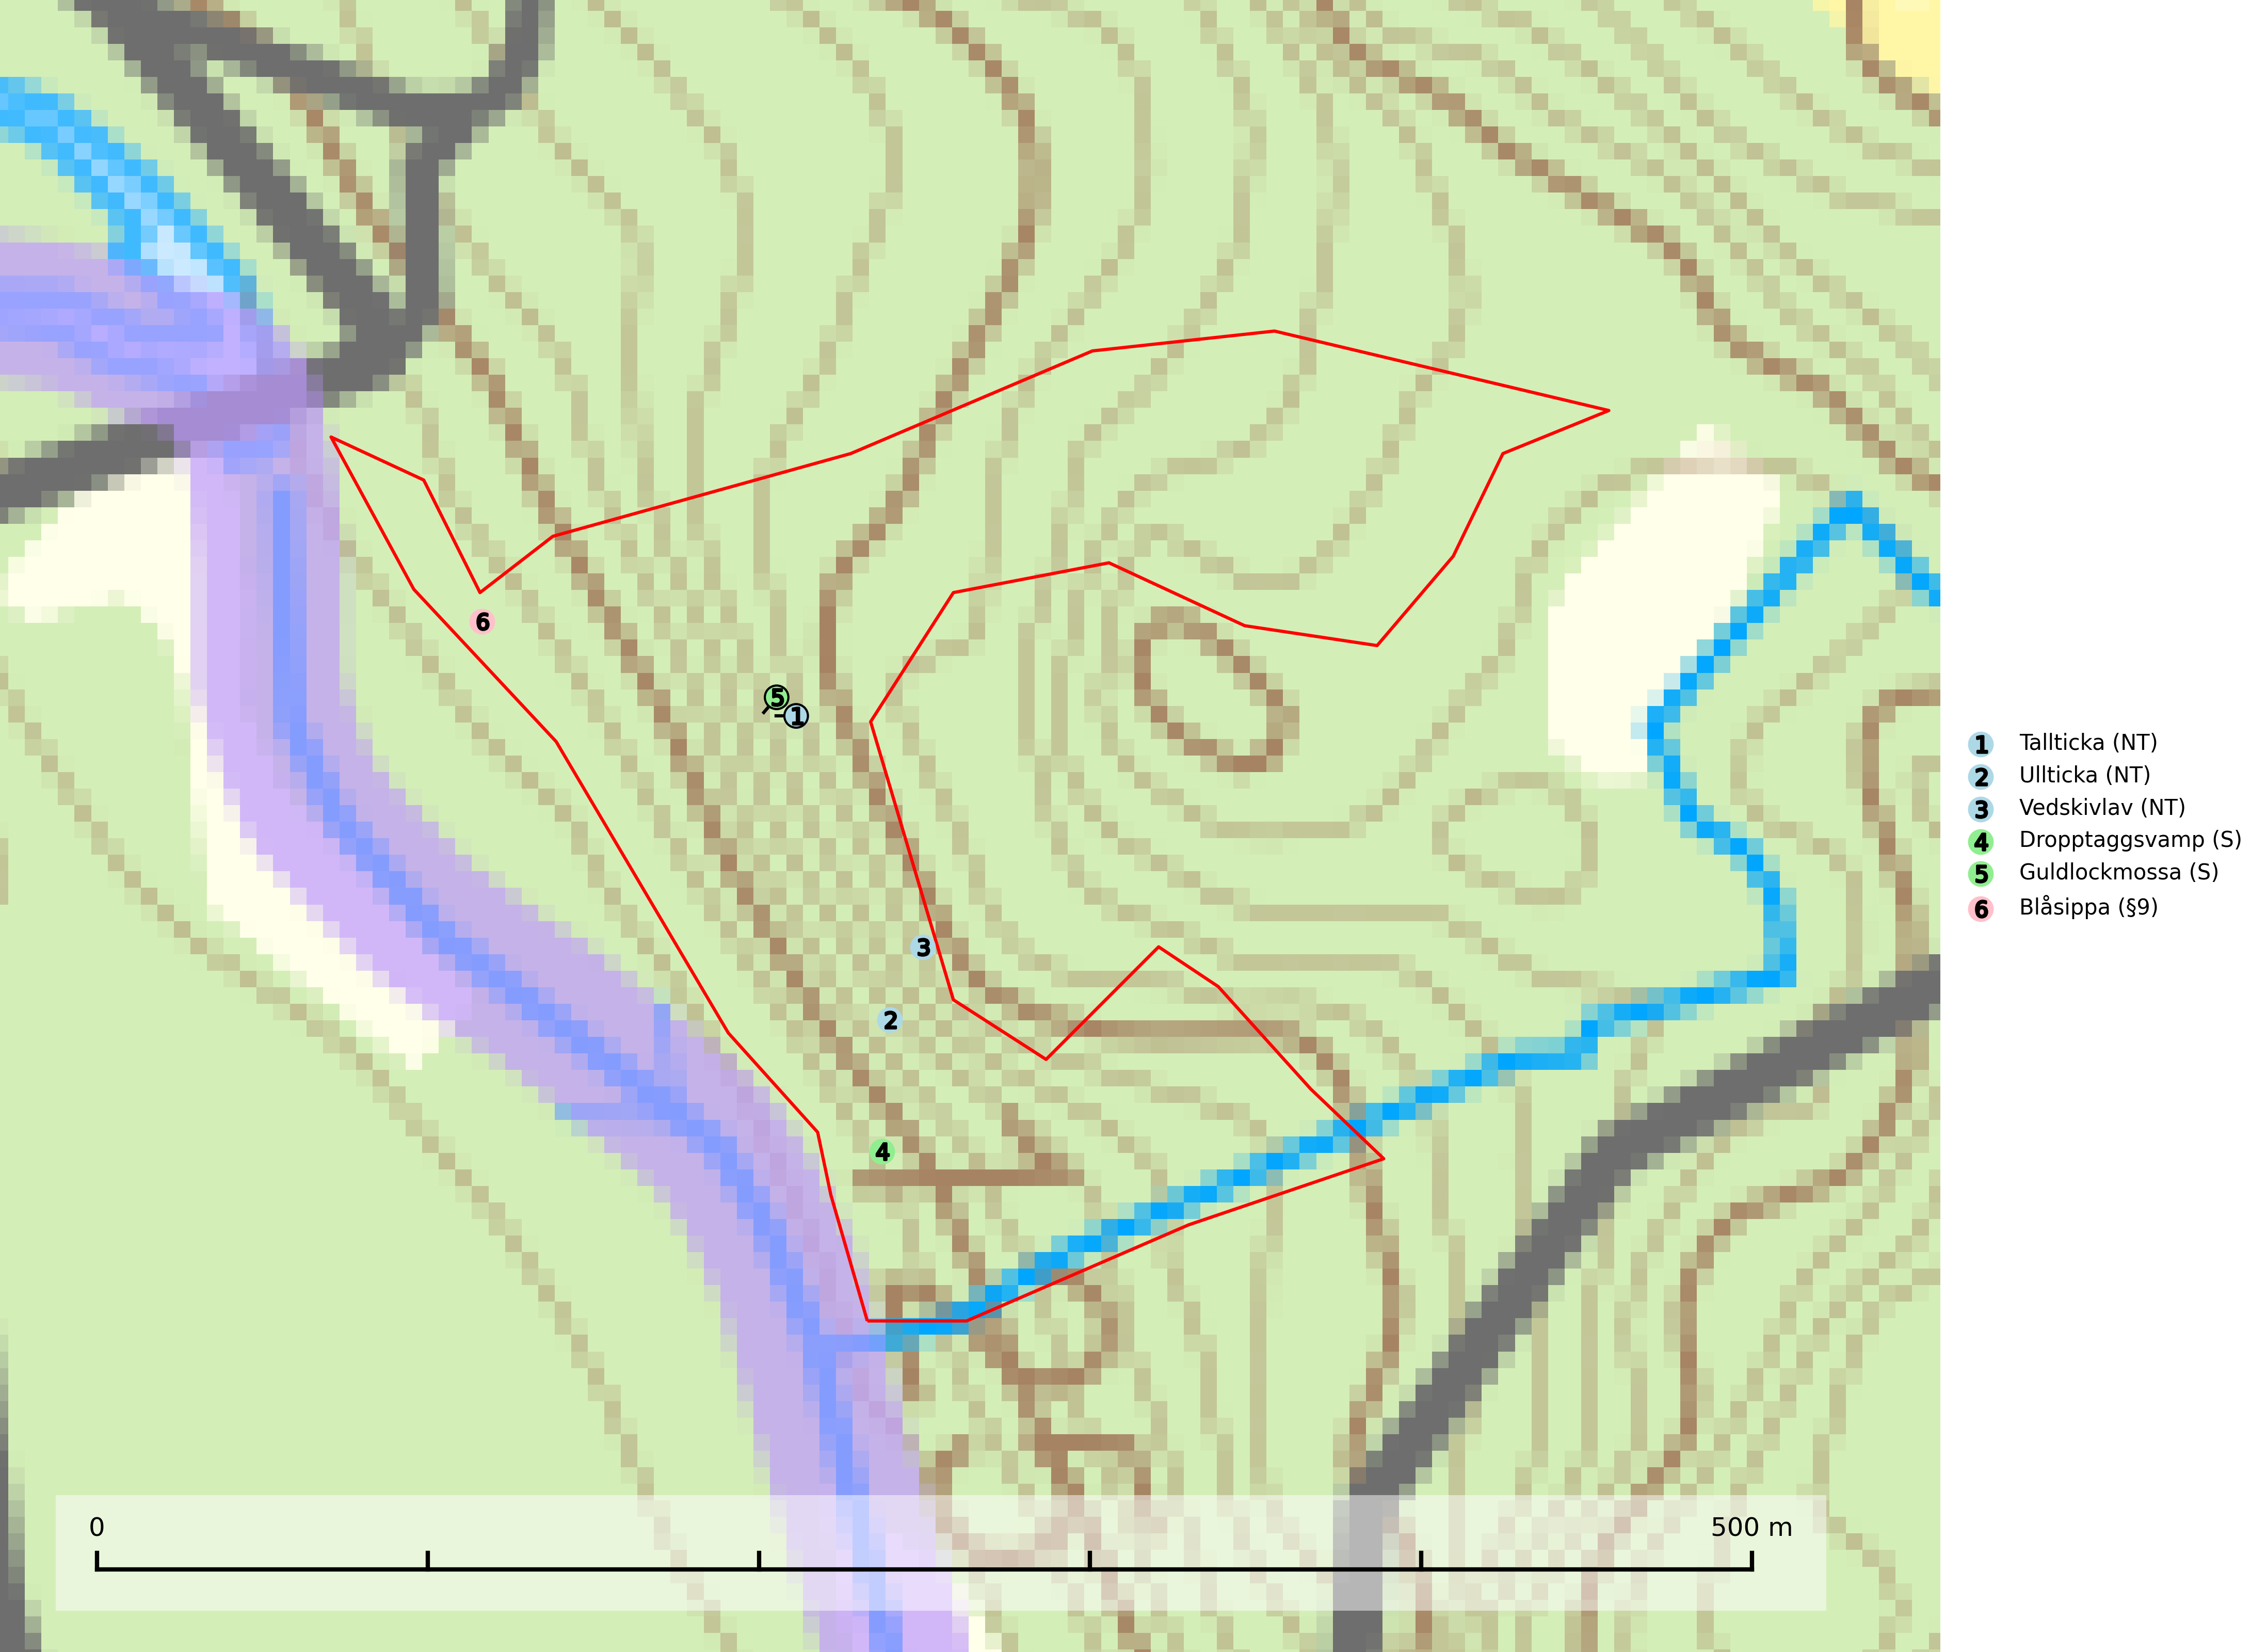 6
5
1
3
2
4
1 Tallticka (NT)
2 Ullticka (NT)
3 Vedskivlav (NT)
4 Dropptaggsvamp (S)
5 Guldlockmossa (S)
6 Blåsippa (§9)
0 500 m